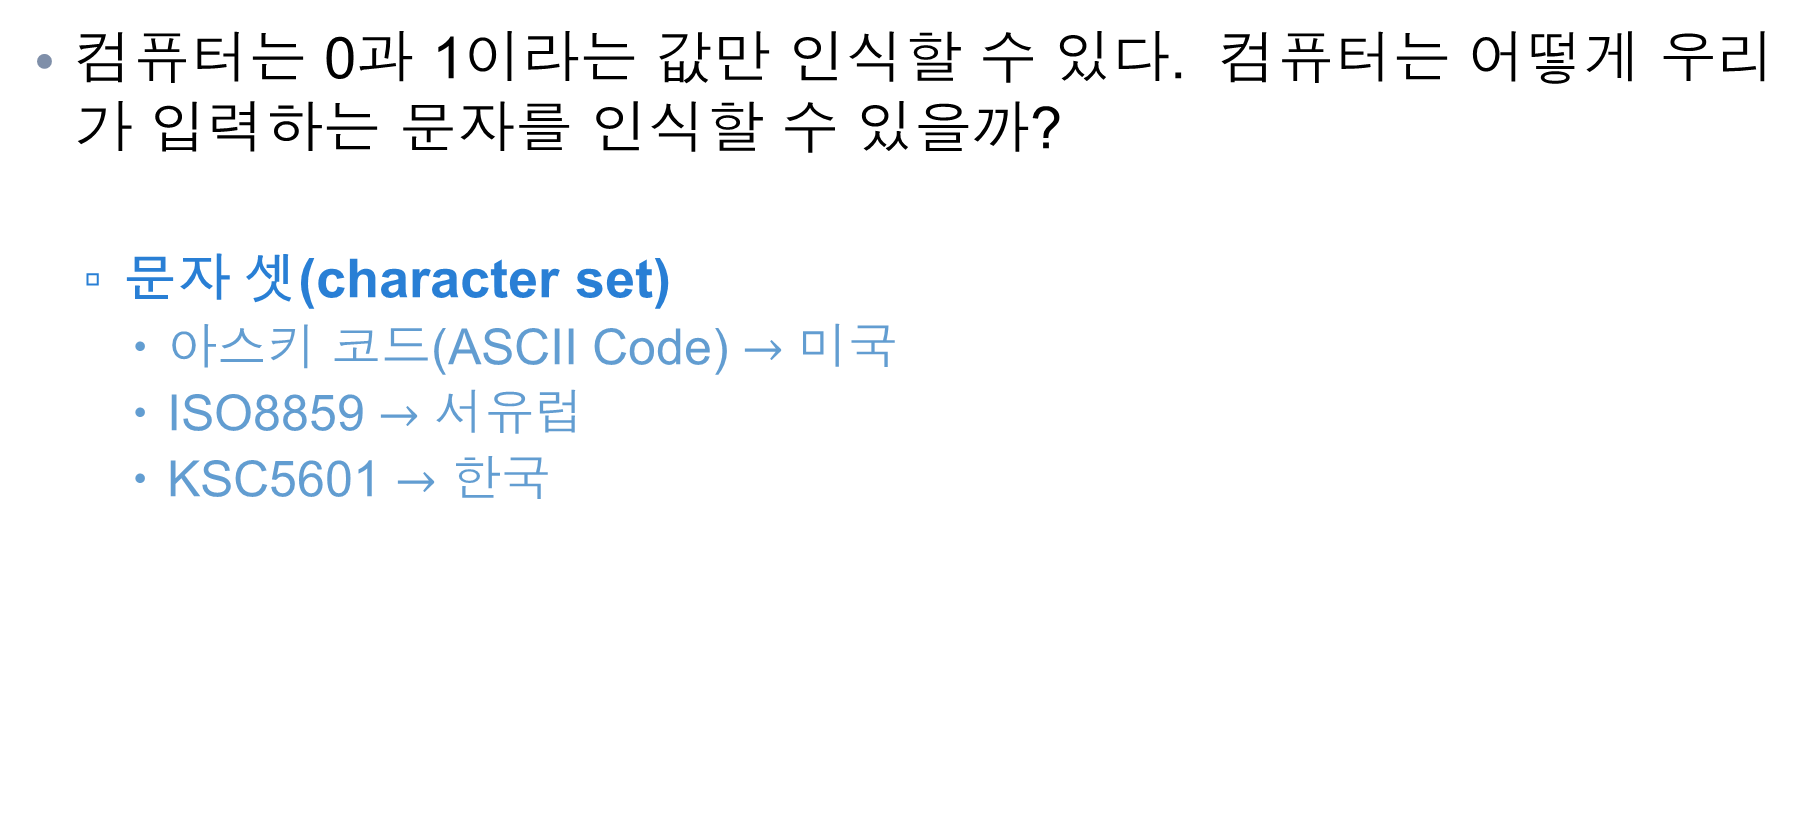 • 컴퓨터는 0과 1이라는 값만 인식할 수 있다. 컴퓨터는 어떻게 우리
가 입력하는 문자를 인식할 수 있을까?
▫ 문자 셋(character set)
• 아스키 코드(ASCII Code) → 미국
• ISO8859 → 서유럽
• KSC5601 → 한국